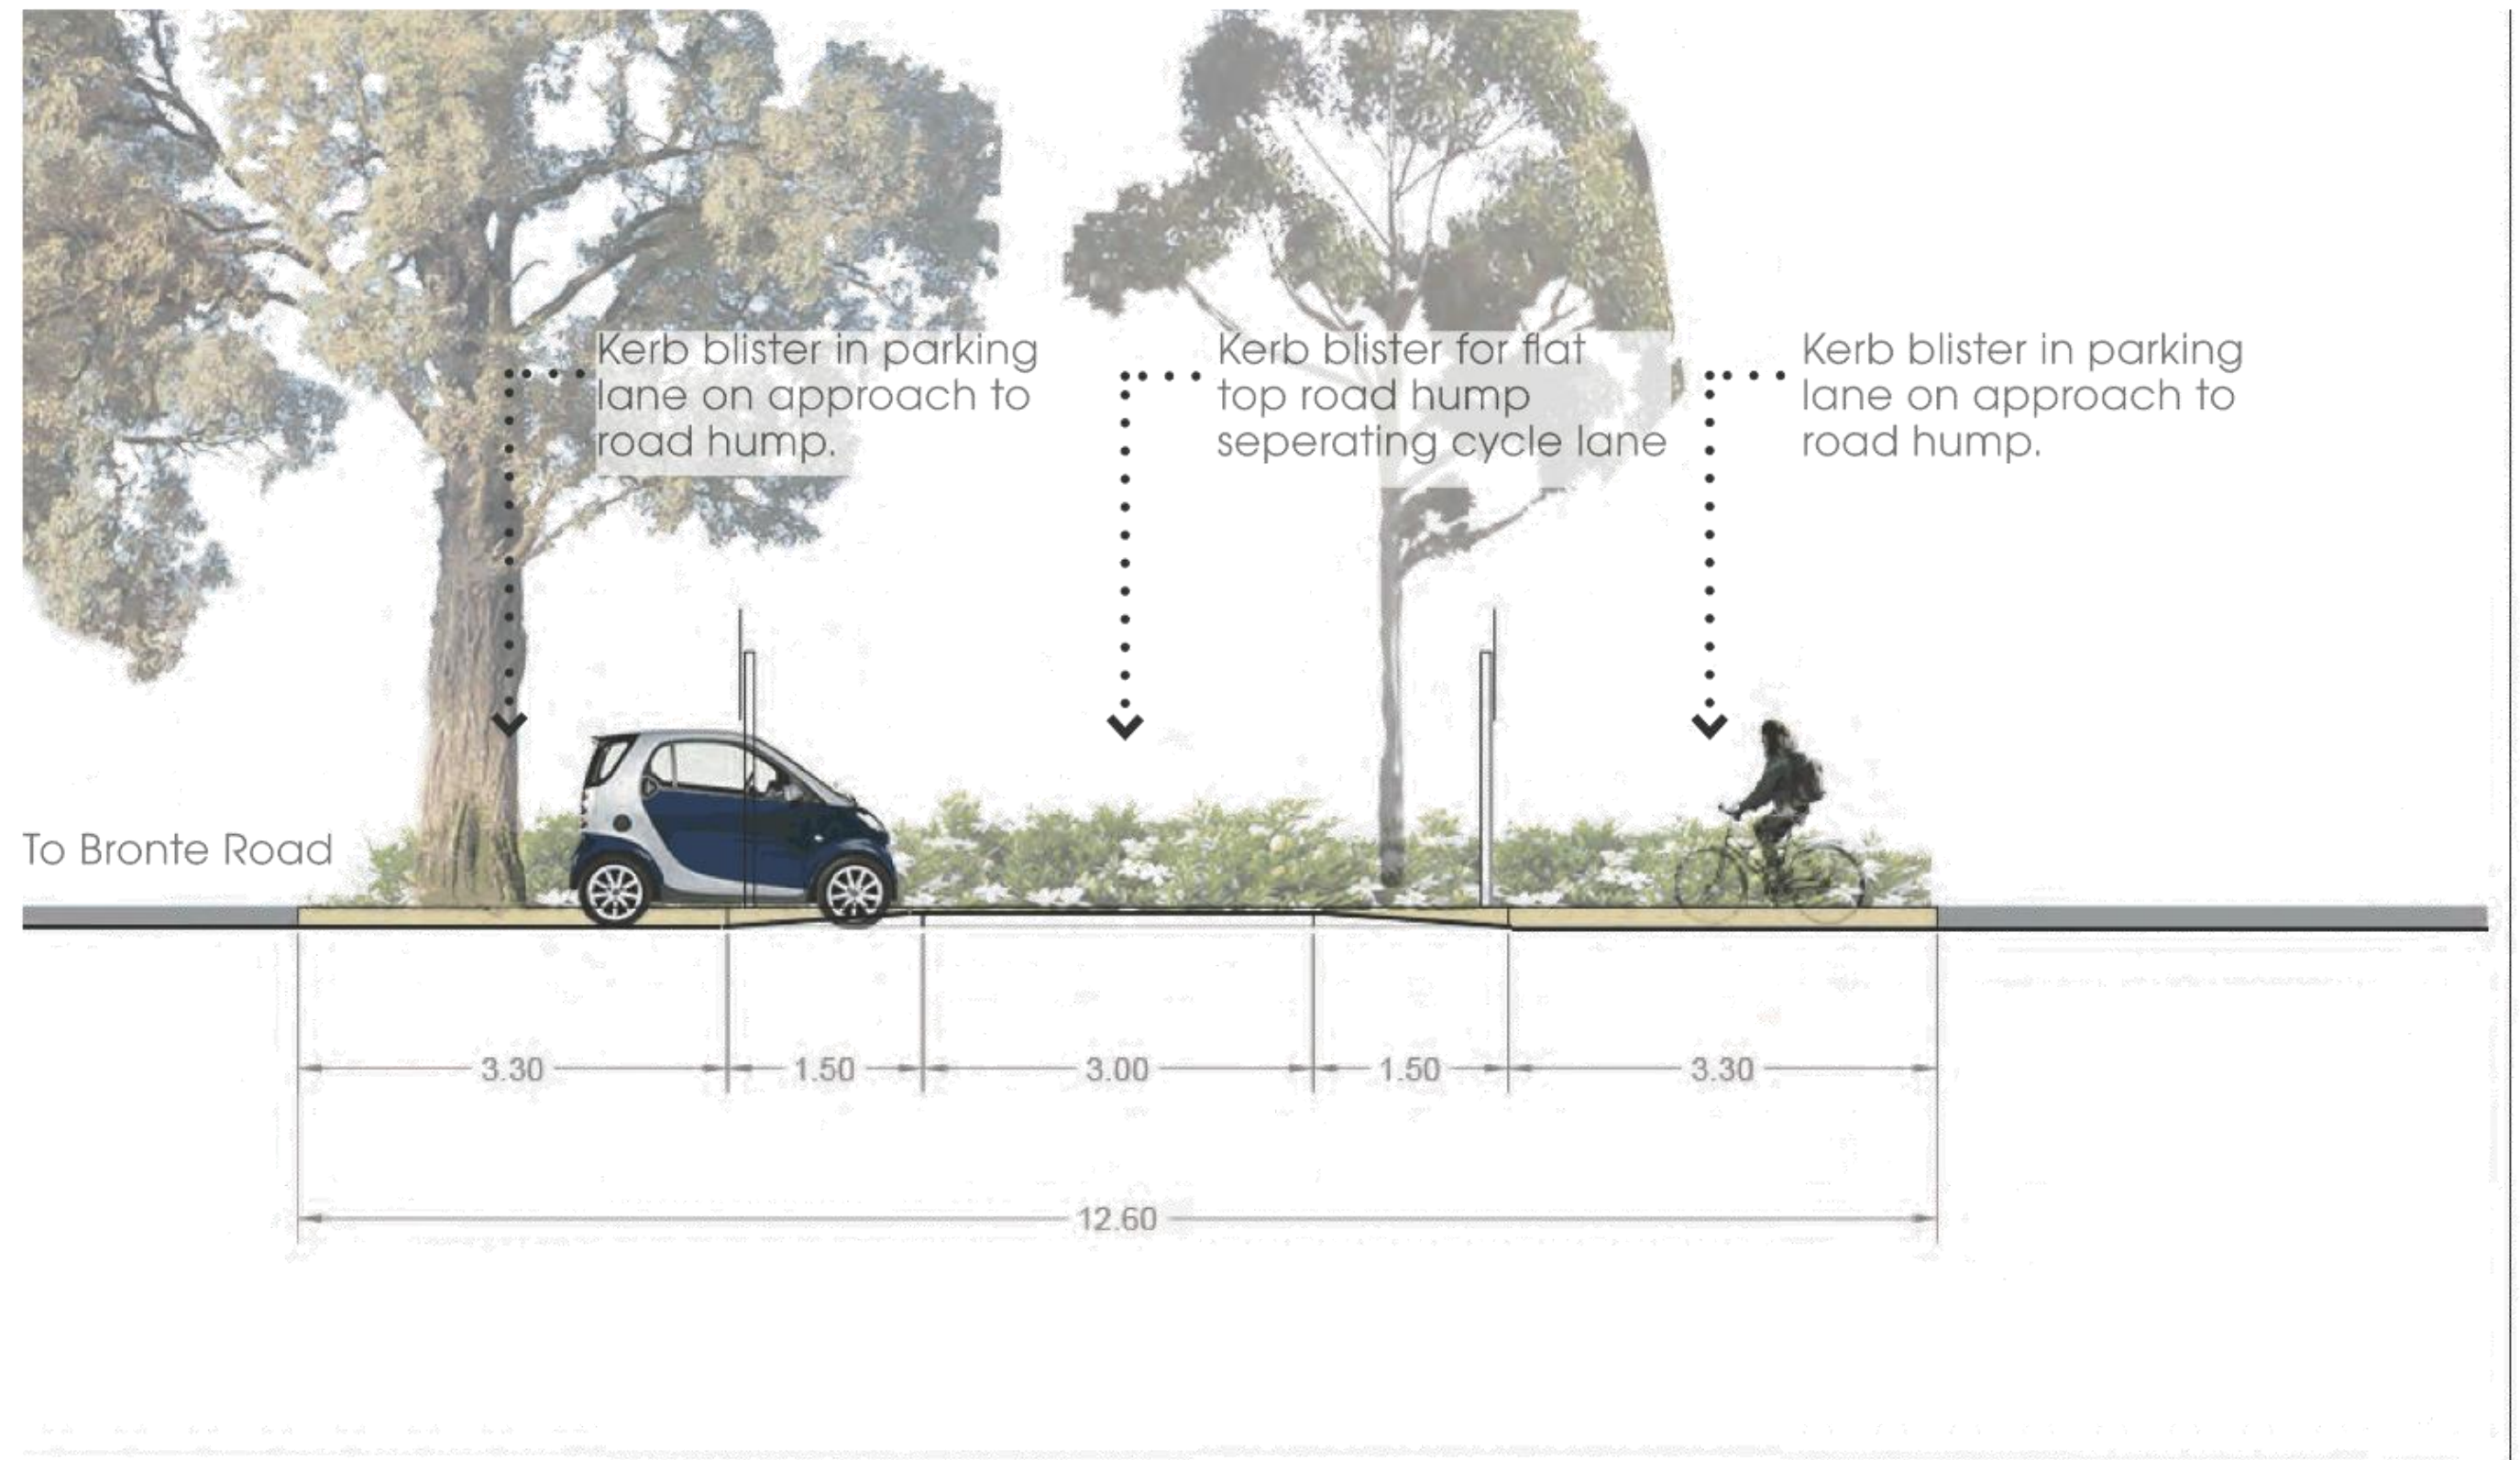 Kerb blister in parking
lane on approach to
road hump.
Kerb blister for flat
top road hump
seperating cycle lane
Kerb blister in parking
lane on approach to
road hump.
To Bronte Road
3.30
1.50
3.00
1.50
3.30
12.60